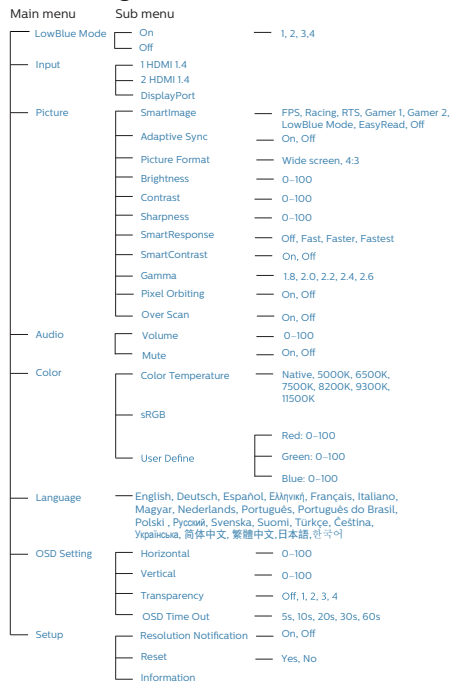 Main menu Sub menu
LowBlue Mode On 1, 2, 3,4
Off
Input 1 HDMI 1.4
2 HDMI 1.4
DisplayPort
Picture SmartImage FPS, Racing, RTS, Gamer 1, Gamer 2,
LowBlue Mode, EasyRead, Off
Adaptive Sync On, Off
Picture Format Wide screen, 4:3
Brightness 0-100
Contrast 0-100
Sharpness 0-100
SmartResponse Off, Fast, Faster, Fastest
SmartContrast On, Off
Gamma 1.8, 2.0, 2.2, 2.4, 2.6
Pixel Orbiting On, Off
Over Scan On, Off
Audio Volume 0-100
Mute On, Off
Color Color Temperature Native, 5000K, 6500K,
7500K, 8200K, 9300K,
11500K
sRGB
Red: 0-100
Green: 0-100
User Define
Blue: 0-100
Language English, Deutsch, Español, Ελληνική, Français, Italiano,
Magyar, Nederlands, Português, Português do Brasil,
Polski , Русский, Svenska, Suomi, Türkçe, Čeština,
Українська, 简体中文, 繁體中文,日本語,한국어
OSD Setting Horizontal 0-100
Vertical 0-100
Transparency Off, 1, 2, 3, 4
OSD Time Out 5s, 10s, 20s, 30s, 60s
Setup Resolution Notification On, Off
Reset Yes, No
Information